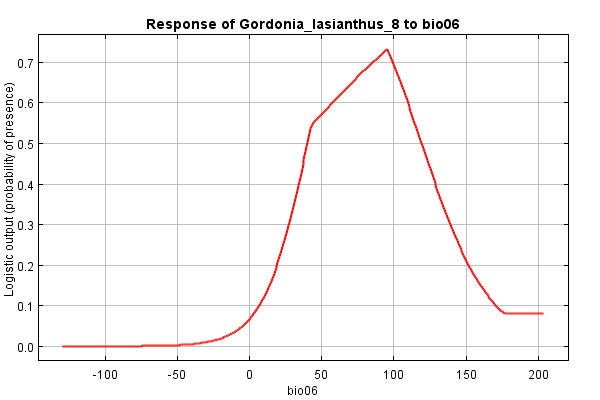 Response of Gordonia_lasianthus_8 to bio06
Logistic output (probability of presence)
0.7
0.6
0.5
0.4
0.3
0.2
0.1
0.0
-100 -50 0 50 100 150 200
bio06